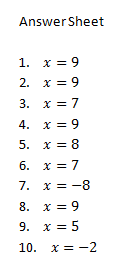 Answer Sheet
1. x = 9
2. x = 9
3. x = 7
4. x = 9
5. x = 8
6. x = 7
7. x = −8
8. x = 9
9. x = 5
10. x = −2